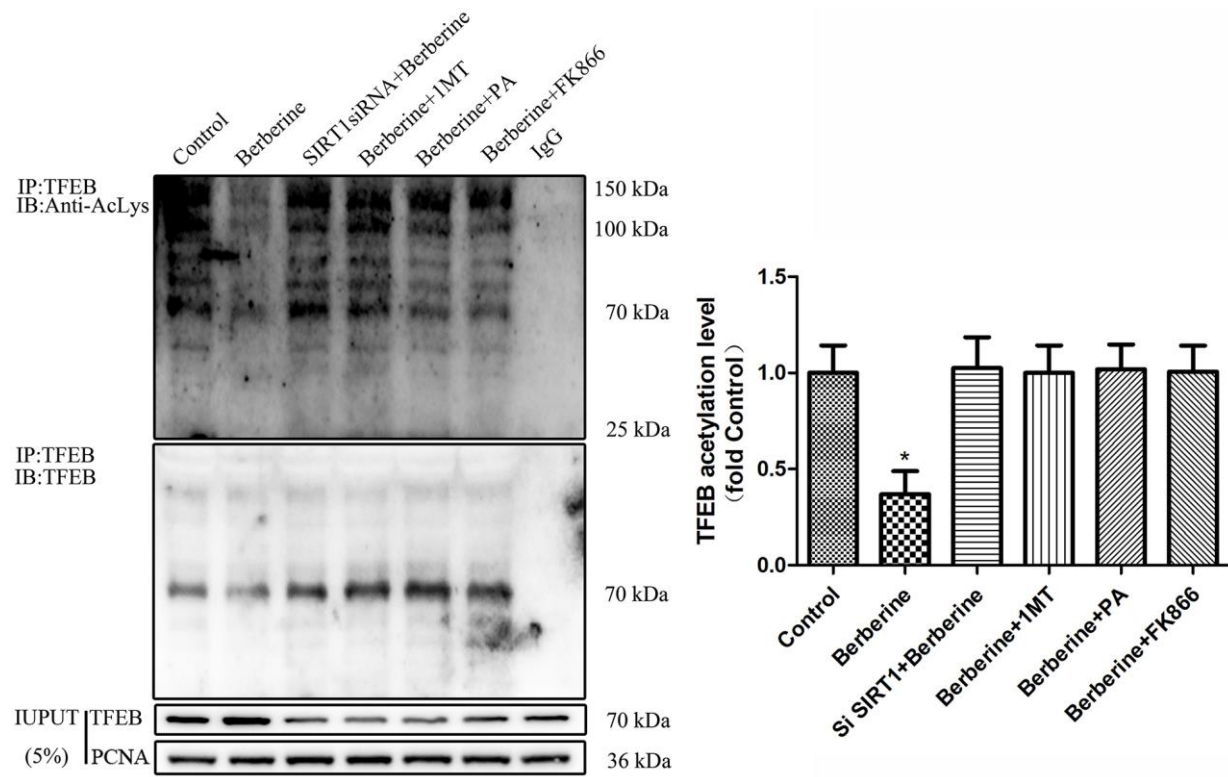 Control
Berberine
SIRT1siRNA+Berberine
Berberine+1MT
Berberine+PA
Berberine+FK866
IgG
IP:TFEB
IB:Anti-AcLys
150 kDa
100 kDa
70 kDa
25 kDa
IP:TFEB
IB:TFEB
70 kDa
IUPUT TFEB 70 kDa
(5%) PCNA 36 kDa
TFEB acetylation level
(fold Control)
1.5
1.0
0.5
0.0
*
Control
Berberine
Si SIRT1+Berberine
Berberine+1MT
Berberine+PA
Berberine+FK866